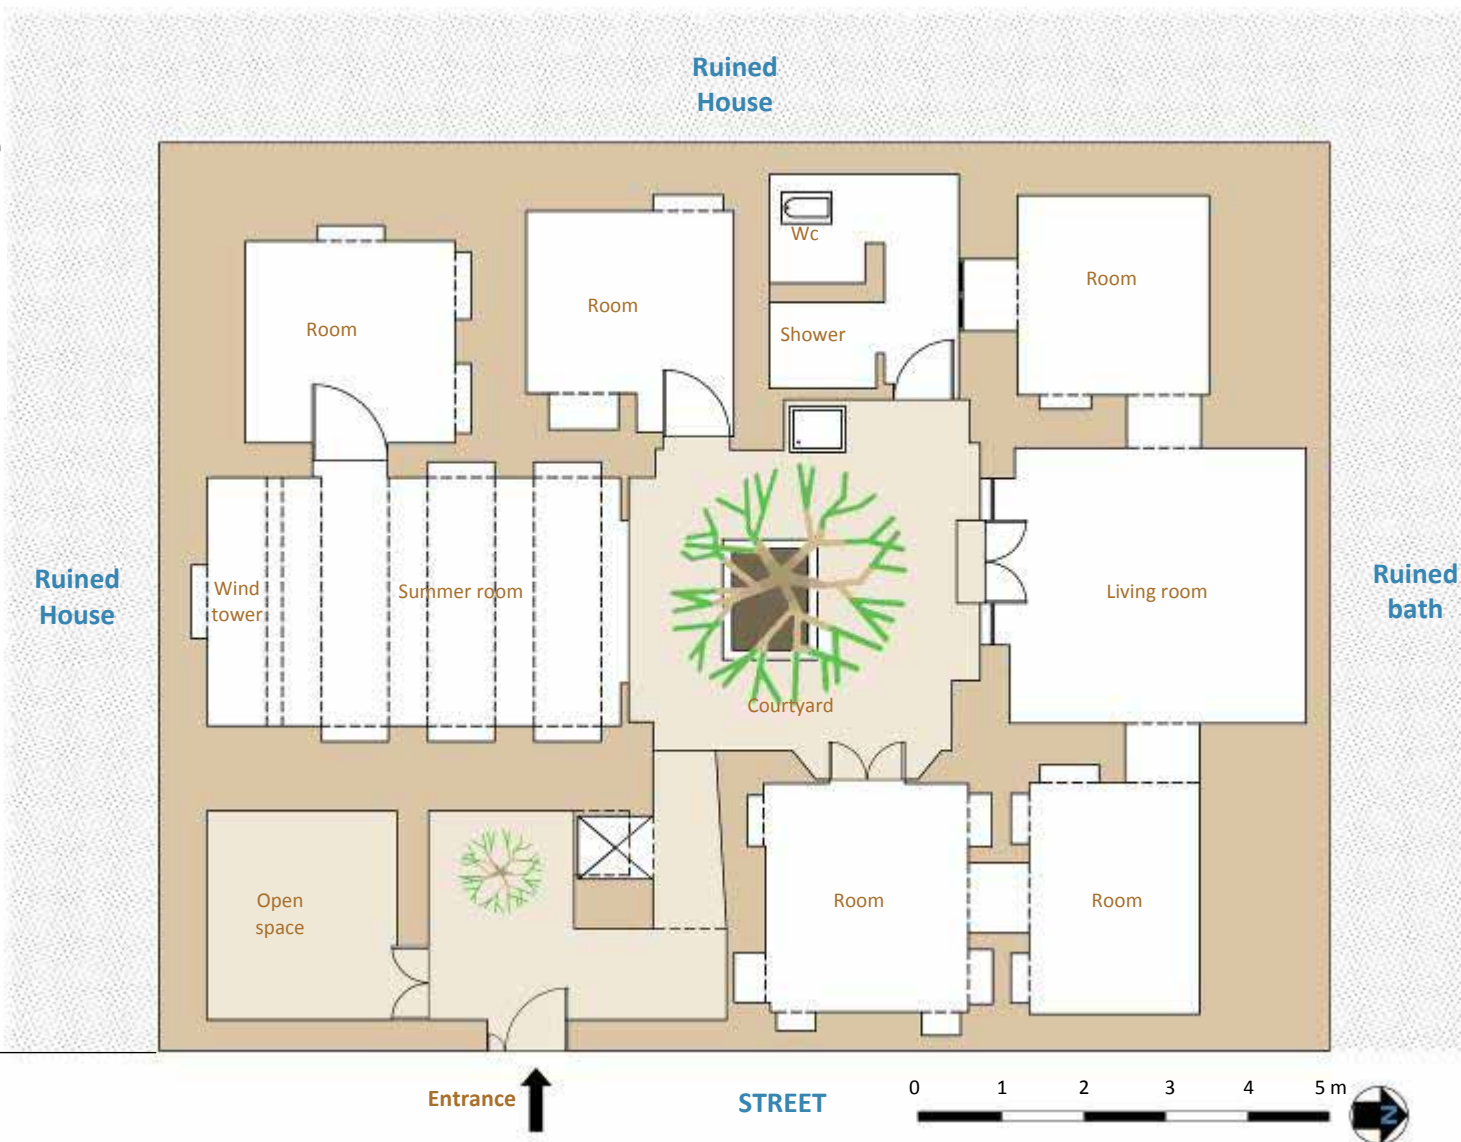 Ruined
House
Wc
Room
Room
Room
Shower
Ruined
House
Wind
tower
Summer room
Living room
Ruined
bath
Courtyard
Open
space
Room
Room
Entrance
STREET
0 1 2 3 4 5 m
N